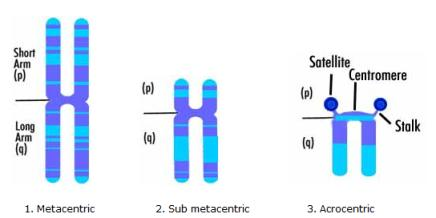 Short
Arm
(p)
Long
Arm
(q)
(p)
(q)
Satellite
Centromere
(p)
(q)
Stalk
1. Metacentric
2. Sub metacentric
3. Acrocentric